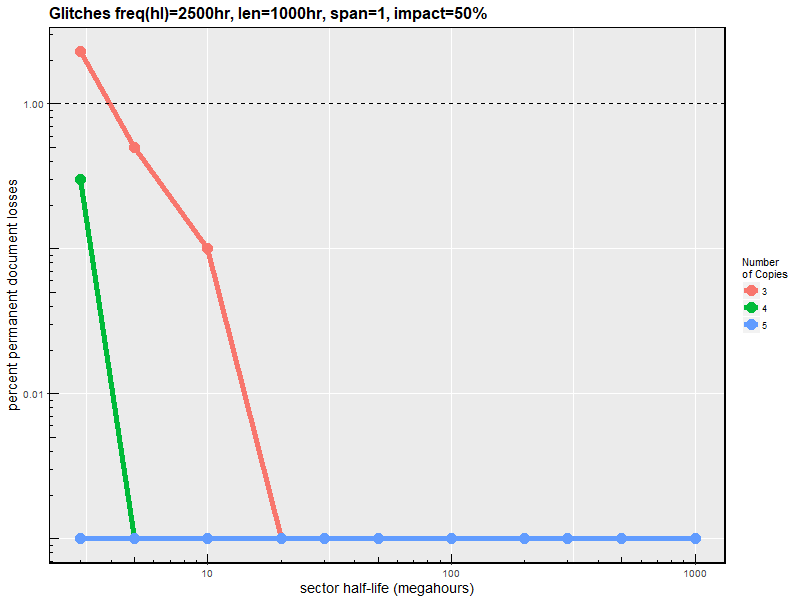 Glitches freq(hl)=2500hr, len=1000hr, span=1, impact=50%
percent permanent document losses
1.00
0.01
10
100
1000
sector half-life (megahours)
Number
of Copies
3
4
5